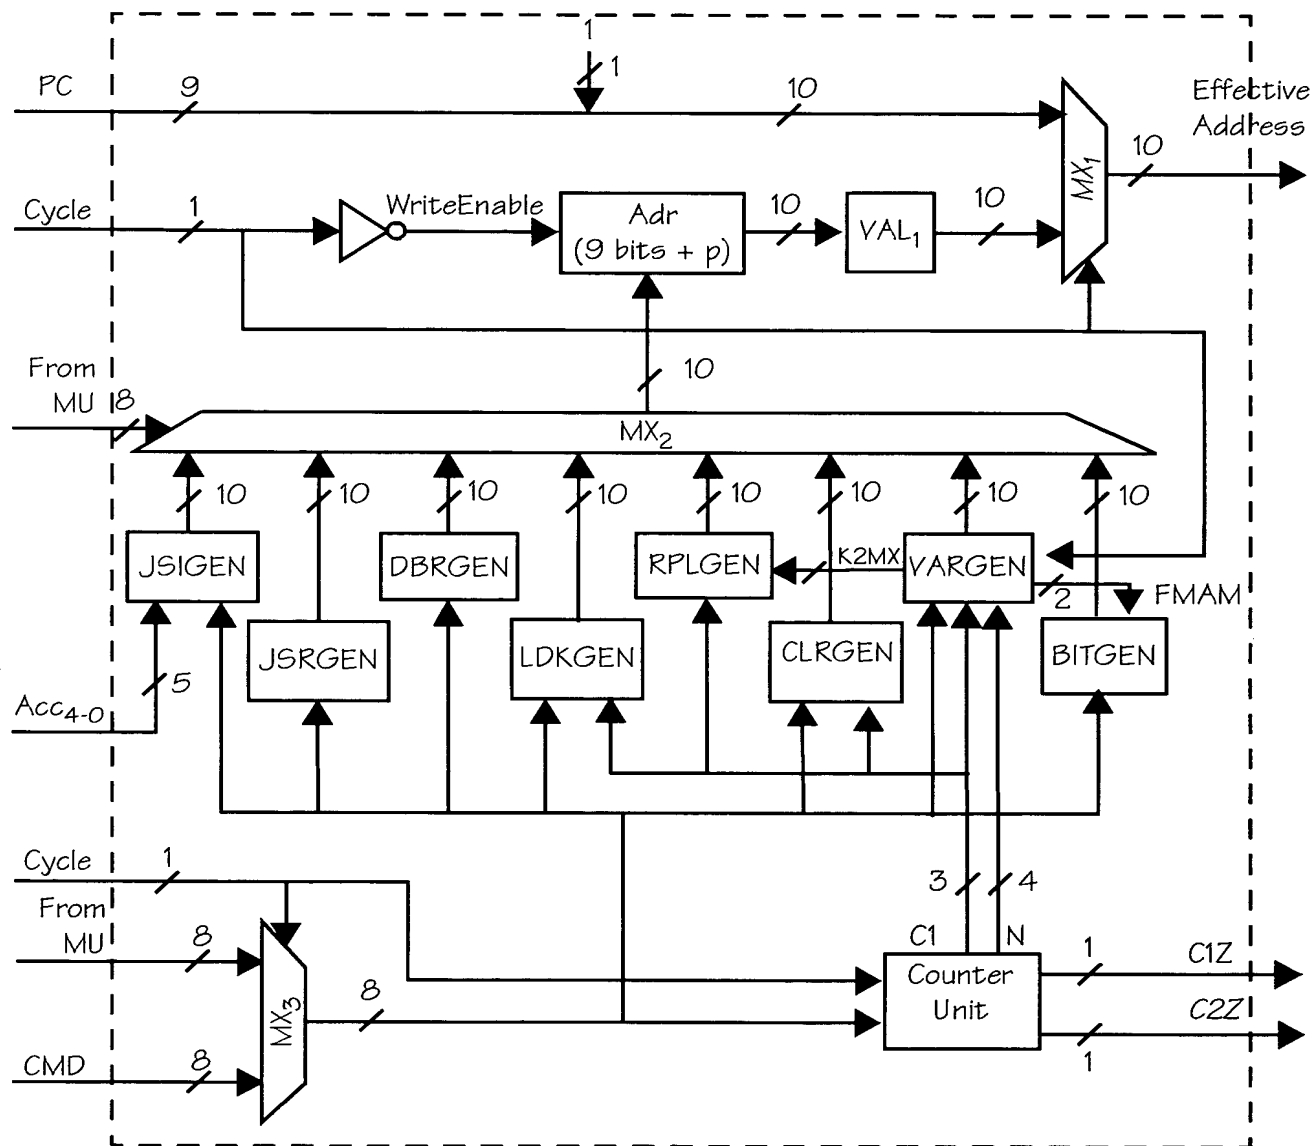 1
1
PC
9
10
Effective
Address
10
MX1
Cycle
1
WriteEnable
Adr
(9 bits + p)
10
VAL1
10
From
MU
8
10
MX2
10
10
10
10
10
10
10
10
JSIGEN
DBRGEN
RPLGEN
K2MX
VARGEN
2
FMAM
JSRGEN
LDKGEN
CLRGEN
BITGEN
5
Acc4-0
Cycle
1
3
4
From
MU
8
C1
N
Counter
Unit
1
C1Z
MX3
8
C2Z
1
CMD
8